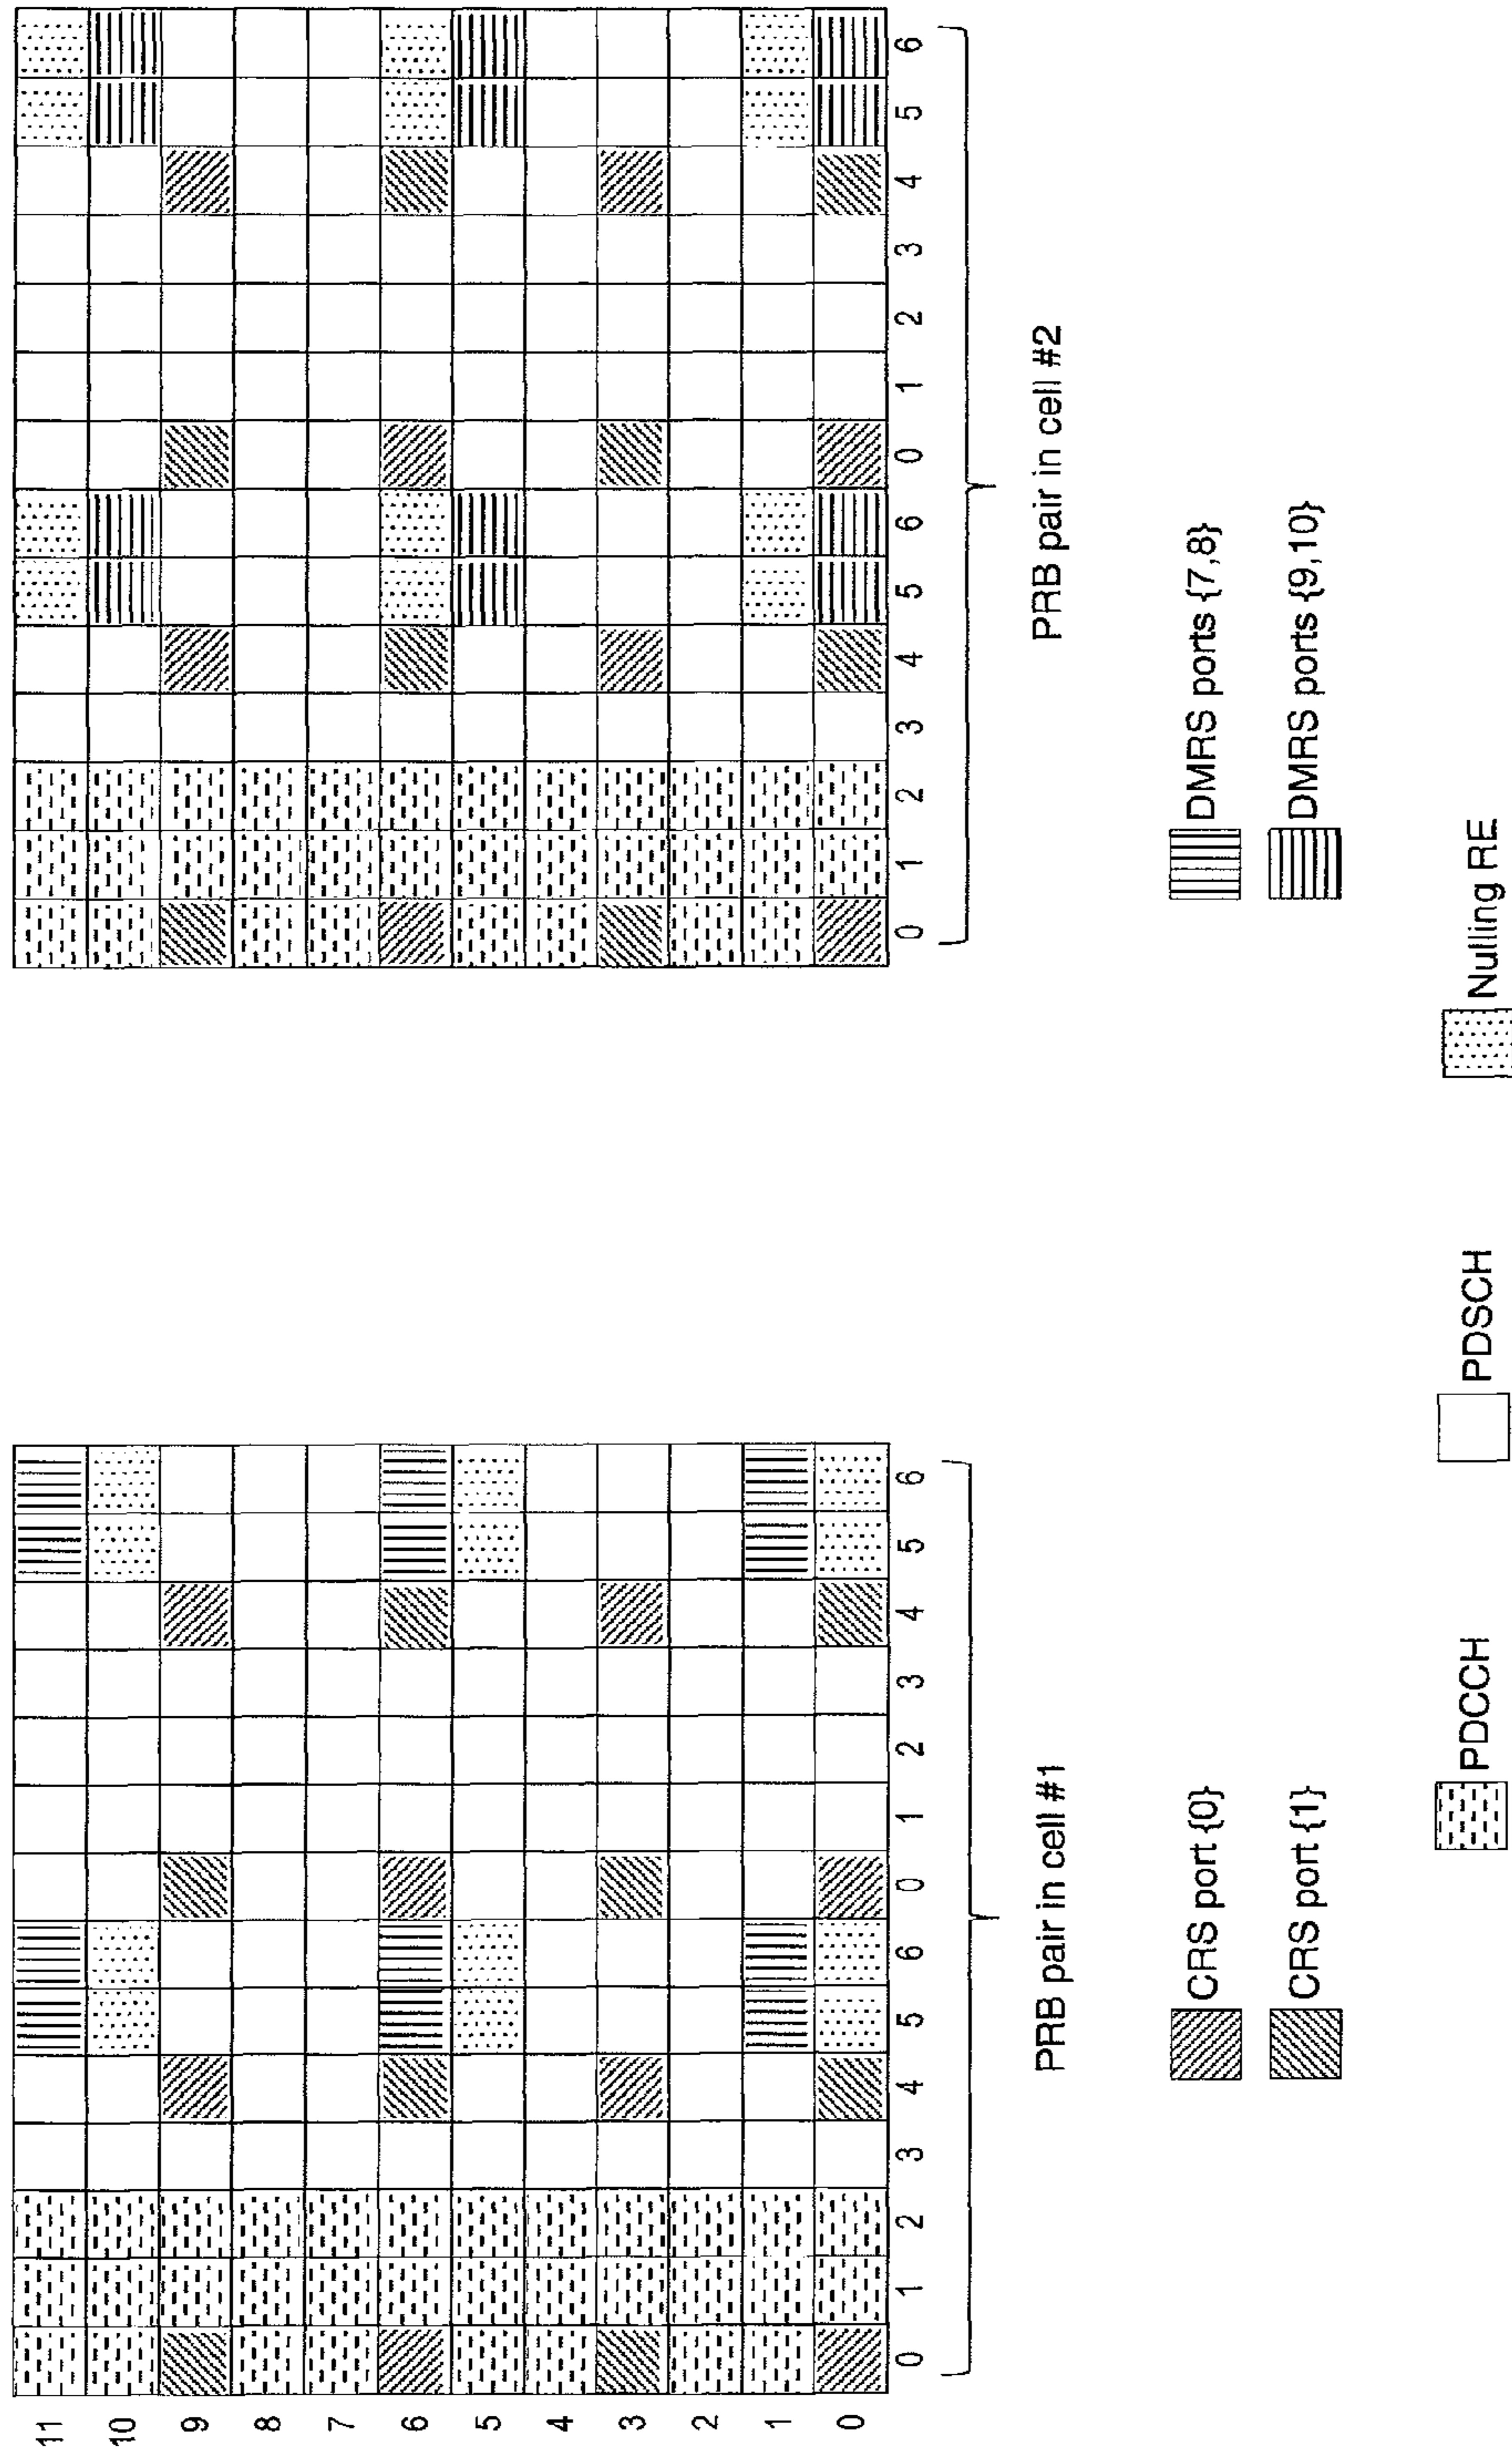 11
10
9
8
7
6
5
4
3
2
1
0
0 1 2 3 4 5 6 0 1 2 3 4 5 6
PRB pair in cell #1
0 1 2 3 4 5 6 0 1 2 3 4 5 6
PRB pair in cell #2
CRS port {0}
CRS port {1}
DMRS ports {7,8}
DMRS ports {9,10}
PDCCH
PDSCH
Nulling RE